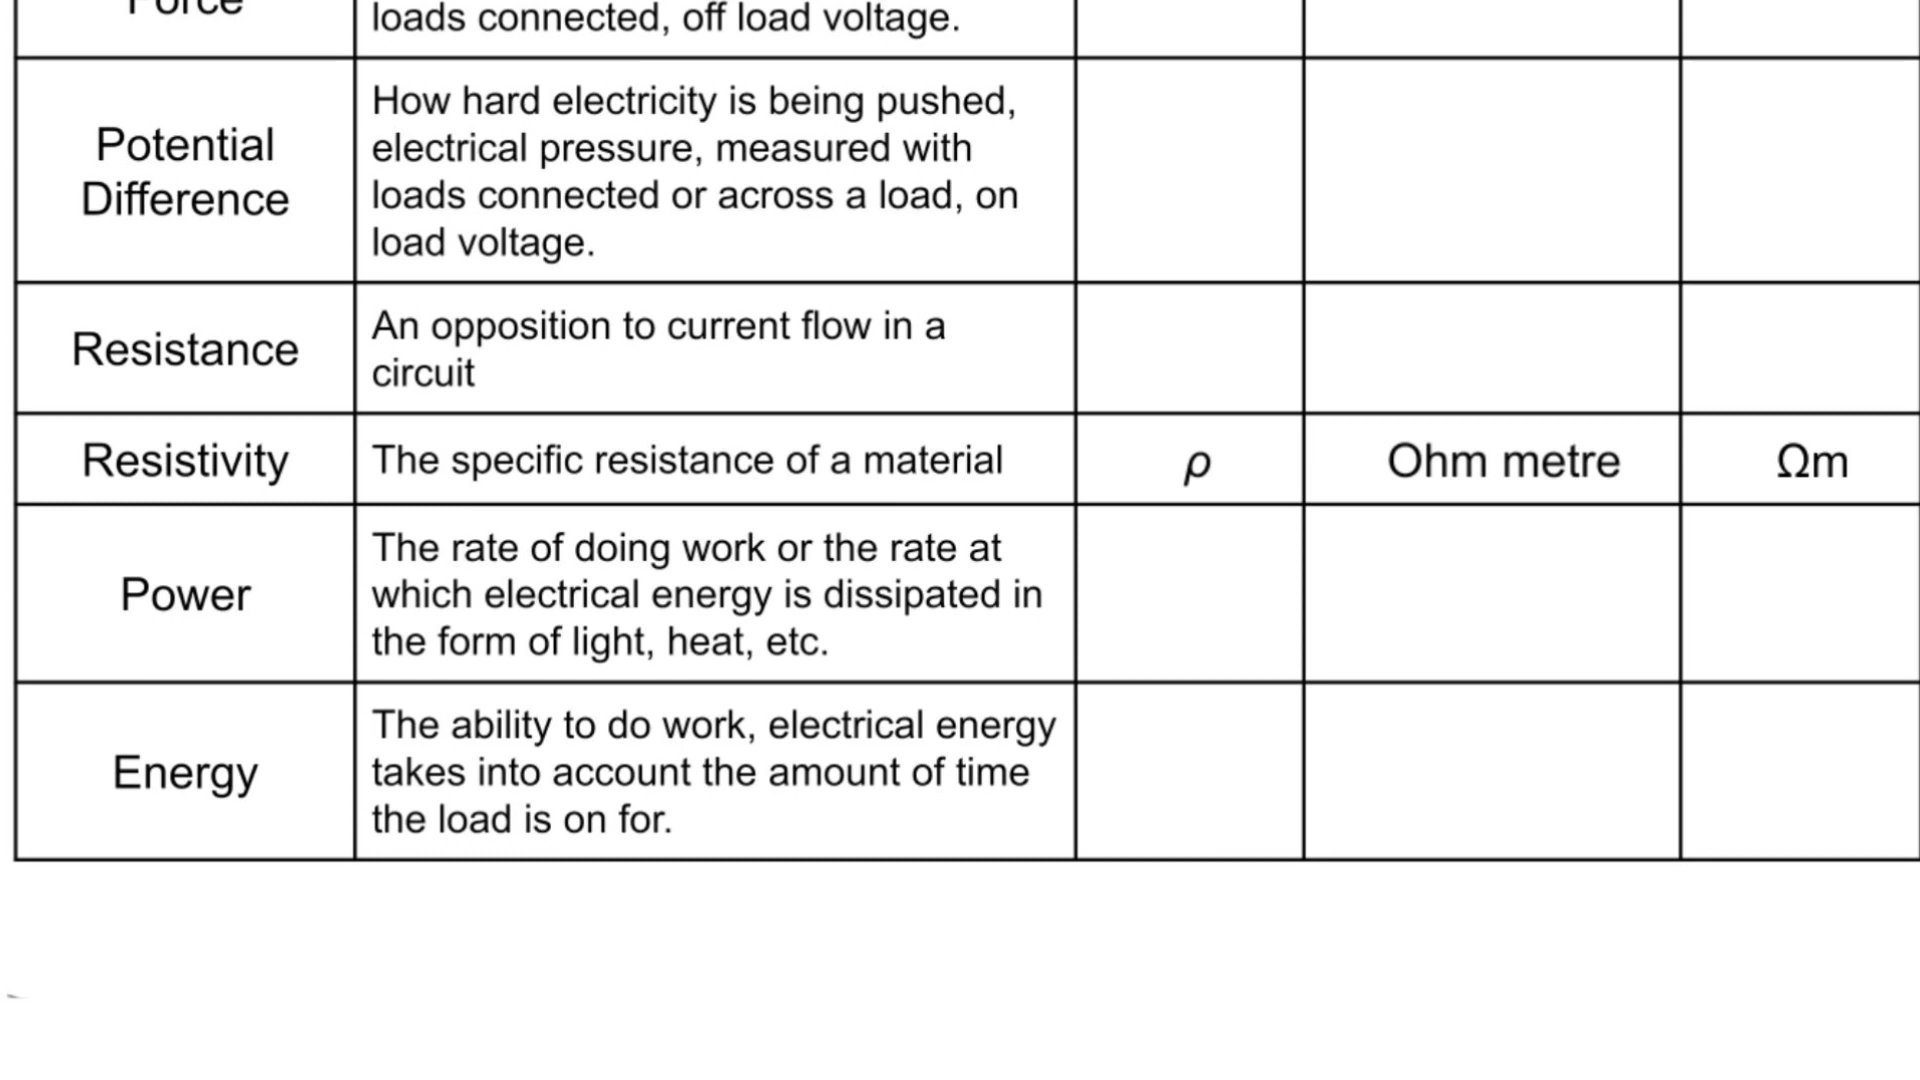 Force
loads connected, off load voltage.
Potential
Difference
How hard electricity is being pushed,
electrical pressure, measured with
loads connected or across a load, on
load voltage.
Resistance
An opposition to current flow in a
circuit
Resistivity
The specific resistance of a material
ρ
Ohm metre
Ωm
Power
The rate of doing work or the rate at
which electrical energy is dissipated in
the form of light, heat, etc.
Energy
The ability to do work, electrical energy
takes into account the amount of time
the load is on for.